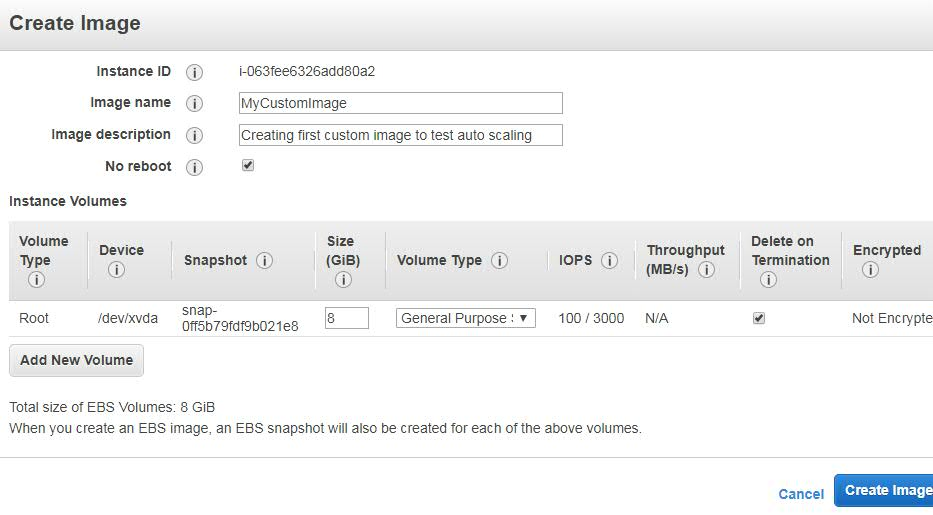 Create Image
Instance ID i i-063fee6326add80a2
Image name i MyCustomImage
Image description i Creating first custom image to test auto scaling
No reboot i
Instance Volumes
Volume Type i Device i Snapshot i Size (GiB) i Volume Type i IOPS i Throughput (MB/s) i Delete on Termination i Encrypted i
Root /dev/xvda snap-0ff5b79fdf9b021e8 8 General Purpose 100 / 3000 N/A Not Encrypte
Add New Volume
Total size of EBS Volumes: 8 GiB
When you create an EBS image, an EBS snapshot will also be created for each of the above volumes.
Cancel Create Image